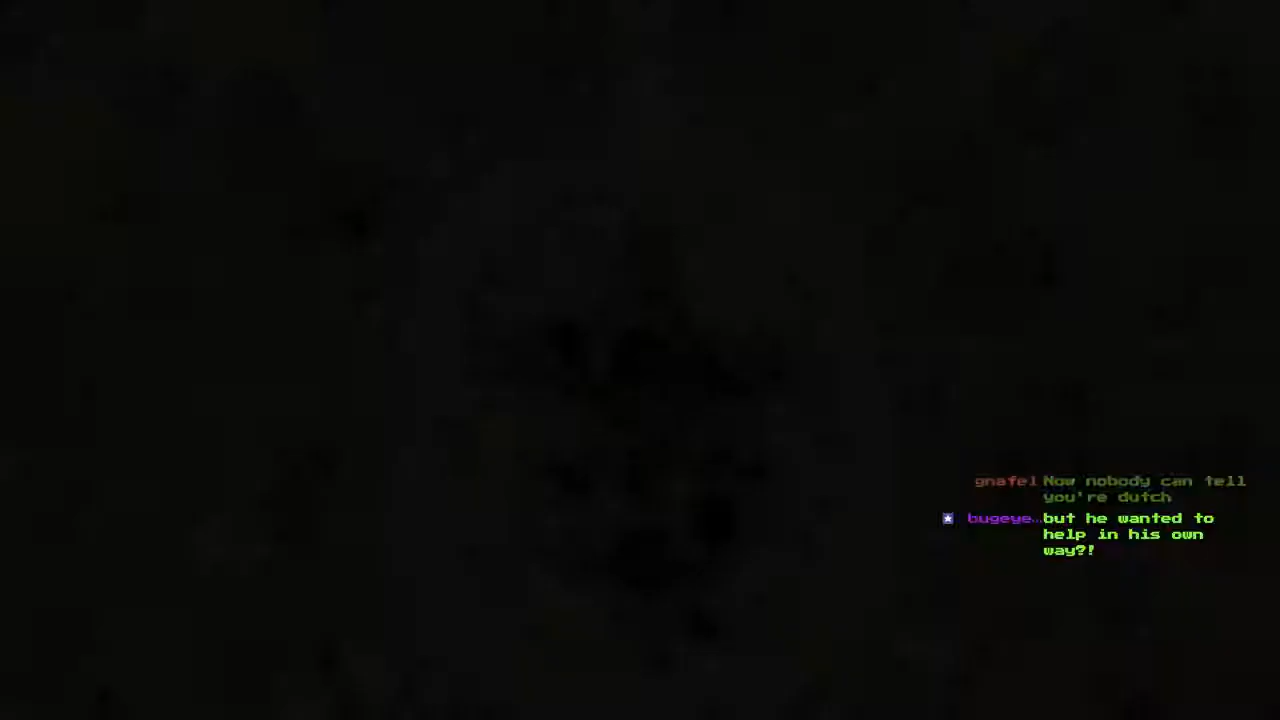 gnafel Now nobody can tell
you're dutch
bugeye.. but he wanted to
help in his own
way?!